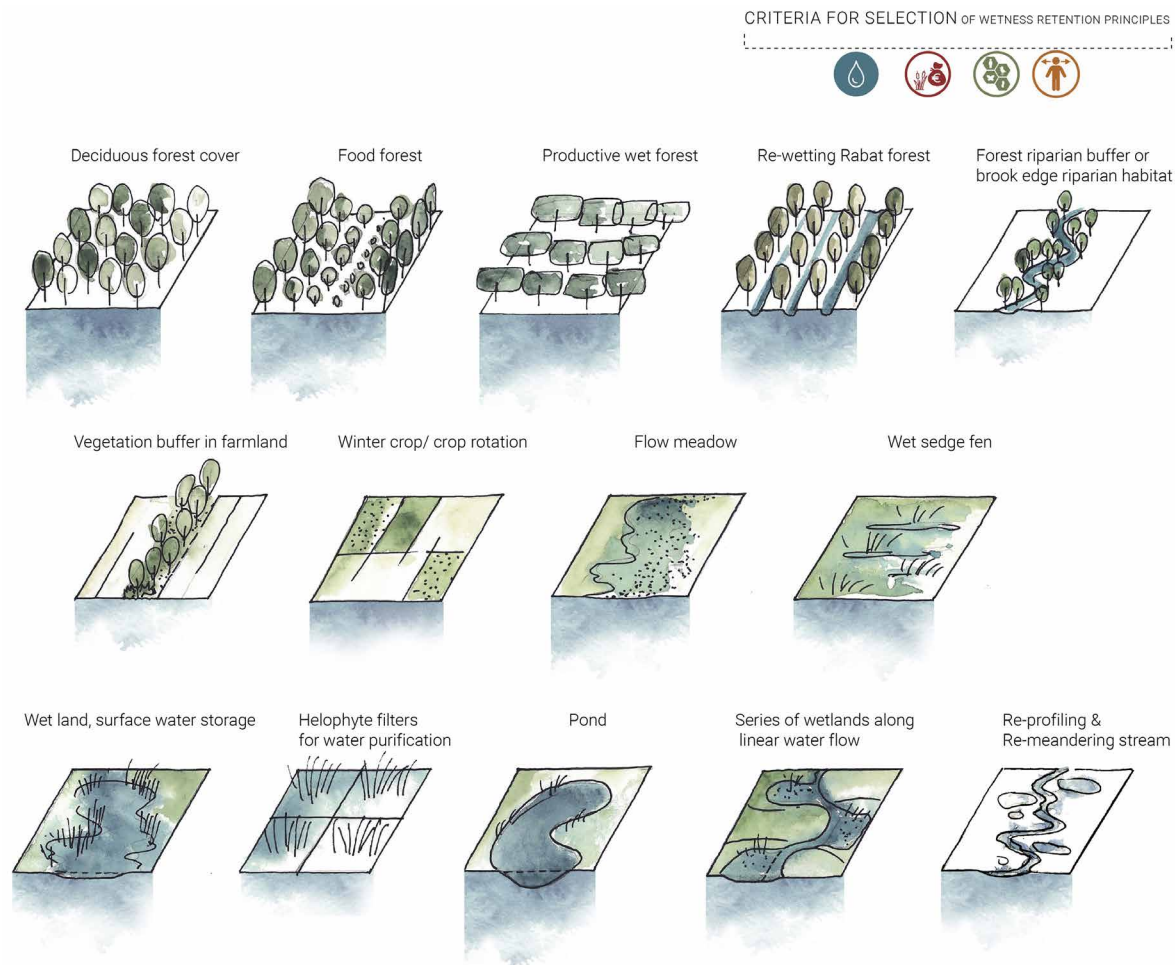 CRITERIA FOR SELECTION OF WETNESS RETENTION PRINCIPLES
Deciduous forest cover
Food forest
Productive wet forest
Re-wetting Rabat forest
Forest riparian buffer or
brook edge riparian habitat
Vegetation buffer in farmland
Winter crop/ crop rotation
Flow meadow
Wet sedge fen
Wet land, surface water storage
Helophyte filters
for water purification
Pond
Series of wetlands along
linear water flow
Re-profiling &
Re-meandering stream